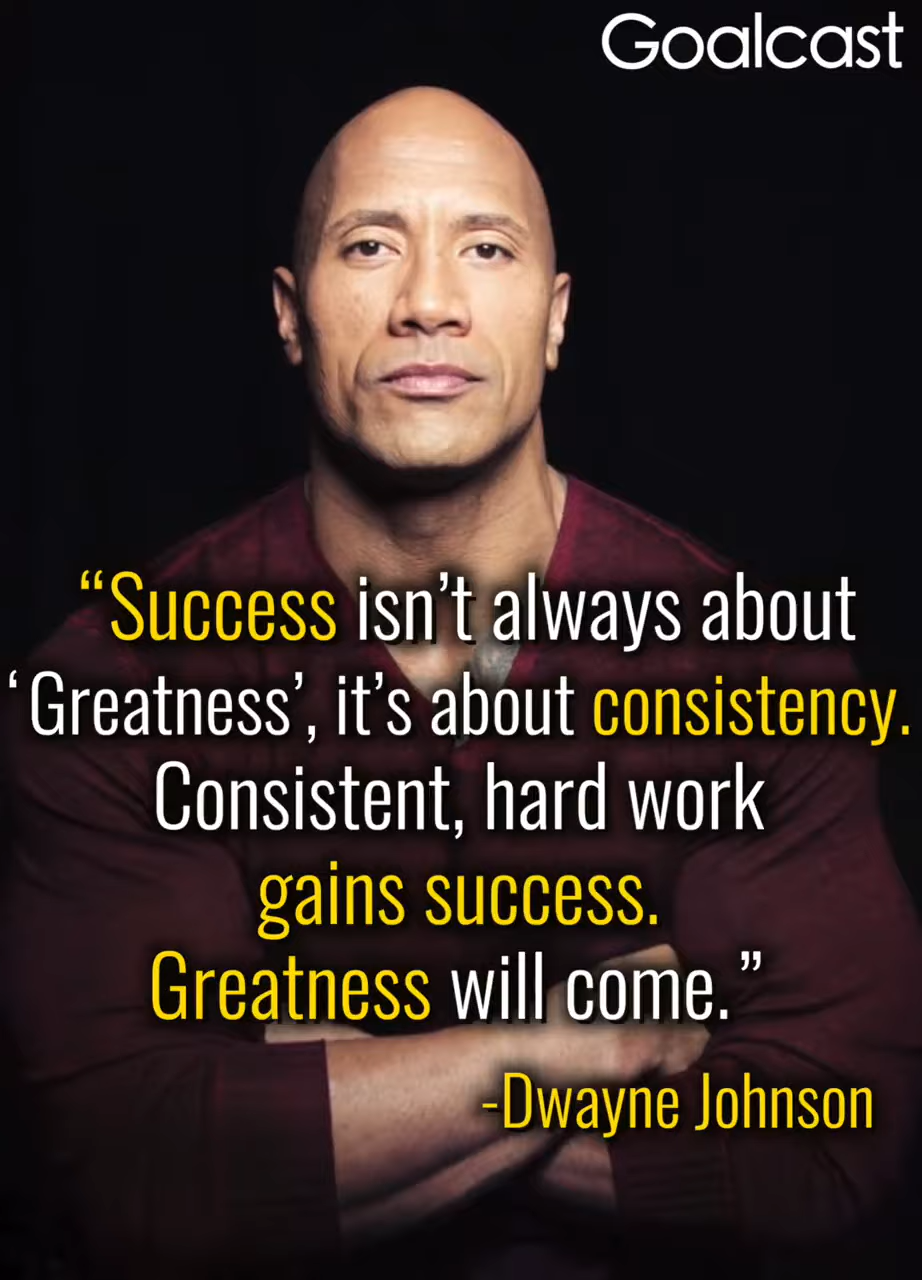 Goalcast
“Success isn’t always about
‘Greatness’, it’s about consistency.
Consistent, hard work
gains success.
Greatness will come.”
-Dwayne Johnson